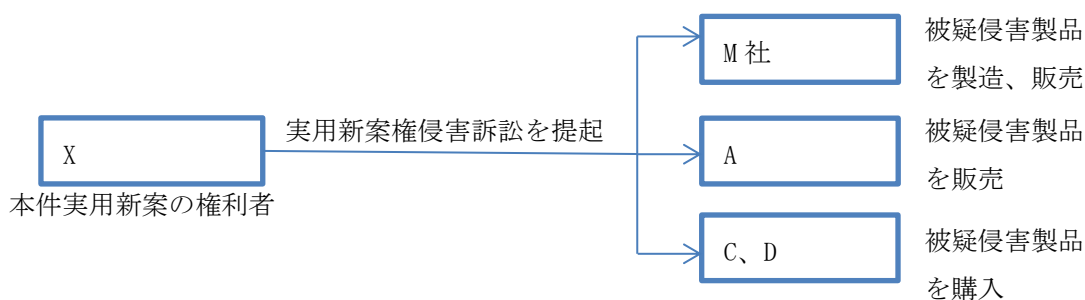 M 社
被疑侵害製品
を製造、販売
実用新案権侵害訴訟を提起
X
本件実用新案の権利者
A
被疑侵害製品
を販売
C、D
被疑侵害製品
を購入